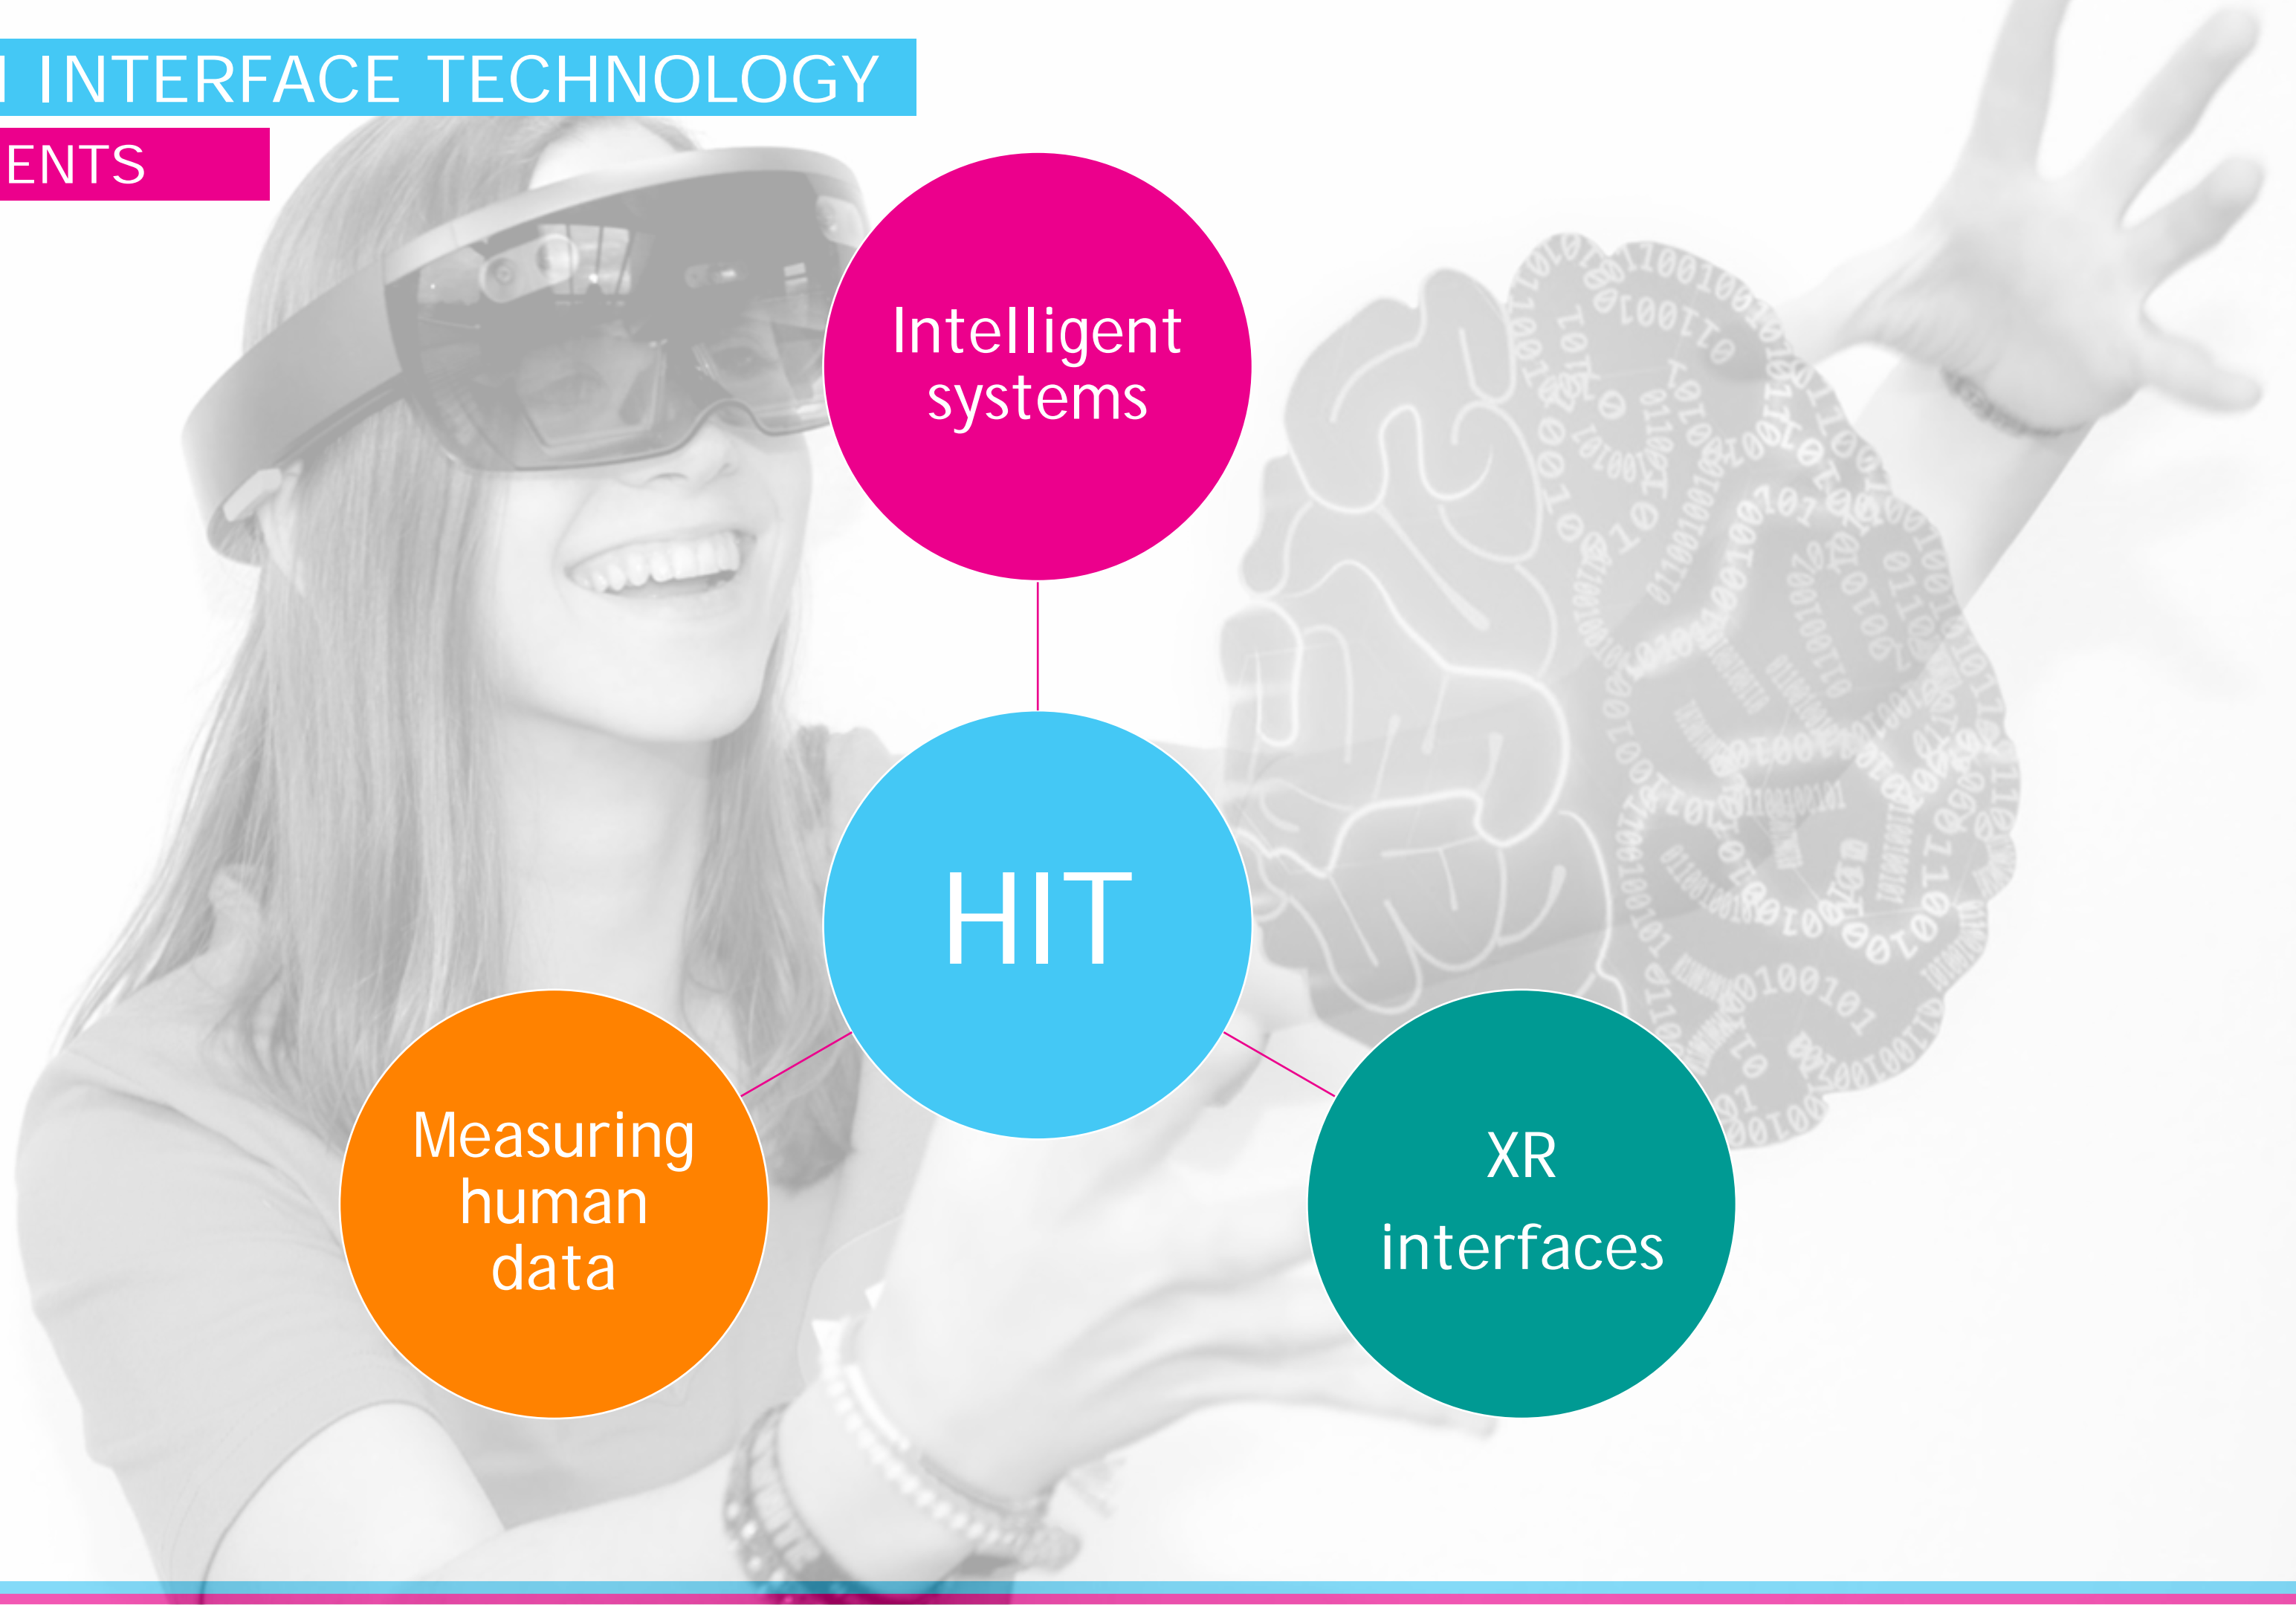 INTERFACE TECHNOLOGY
ENTS
Intelligent
systems
HIT
Measuring
human
data
XR
interfaces